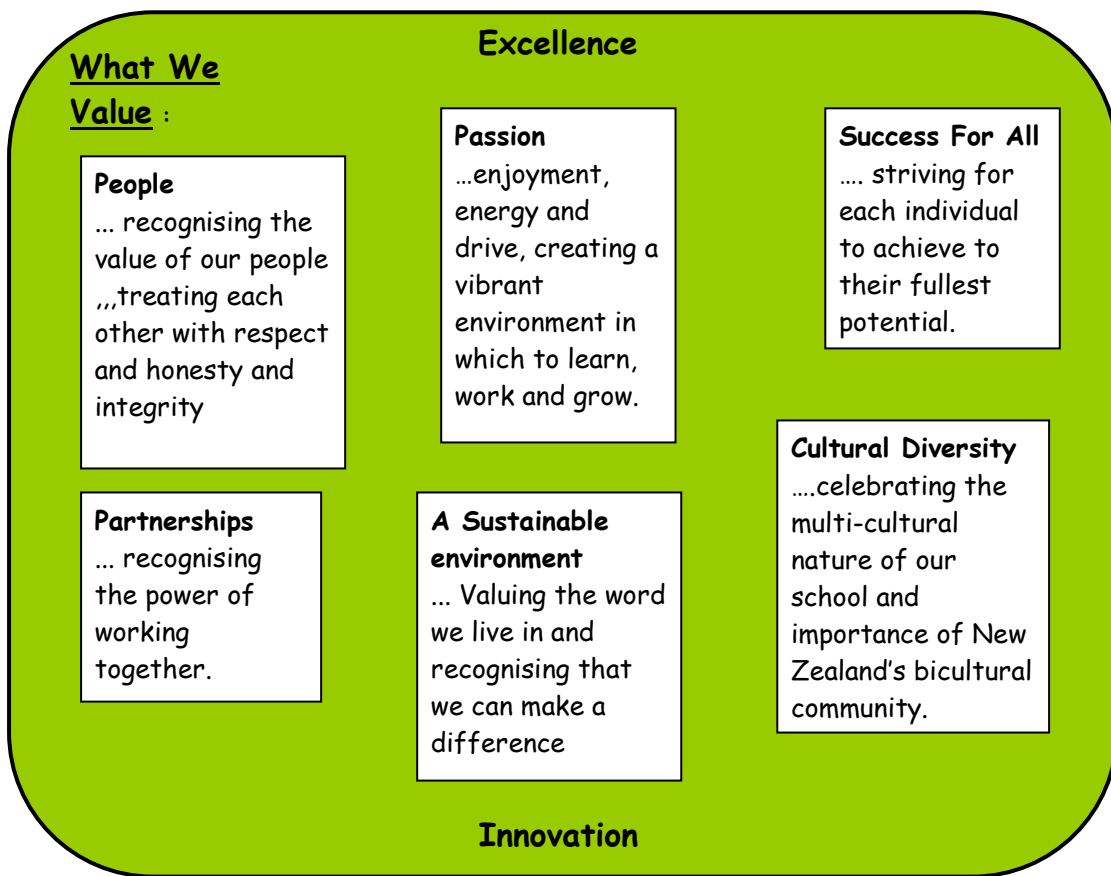 Excellence
What We
Value :
People
... recognising the
value of our people
,,,treating each
other with respect
and honesty and
integrity
Passion
…enjoyment,
energy and
drive, creating a
vibrant
environment in
which to learn,
work and grow.
Success For All
…. striving for
each individual
to achieve to
their fullest
potential.
Partnerships
... recognising
the power of
working
together.
A Sustainable
environment
... Valuing the word
we live in and
recognising that
we can make a
difference
Cultural Diversity
….celebrating the
multi-cultural
nature of our
school and
importance of New
Zealand’s bicultural
community.
Innovation